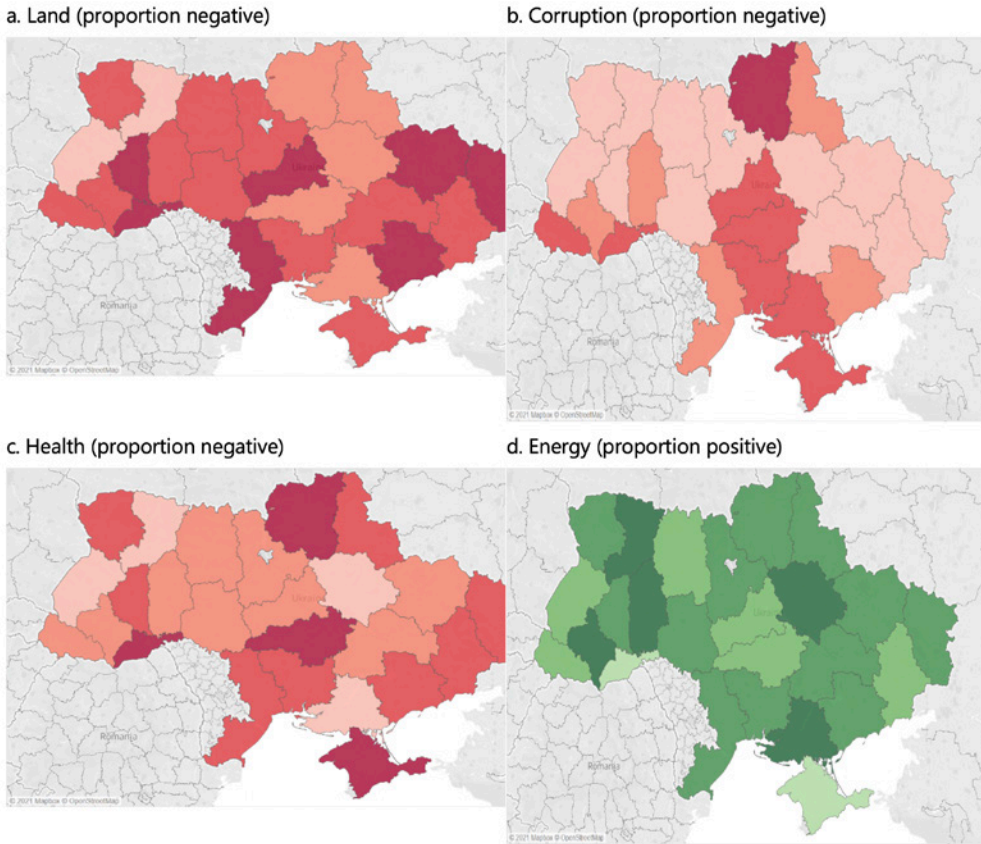 a. Land (proportion negative)
b. Corruption (proportion negative)
Ukraine
Romania
© 2021 Mapbox © OpenStreetMap
Romania
© 2021 Mapbox © OpenStreetMap
c. Health (proportion negative)
d. Energy (proportion positive)
Romania
© 2021 Mapbox © OpenStreetMap
Romania
© 2021 Mapbox © OpenStreetMap